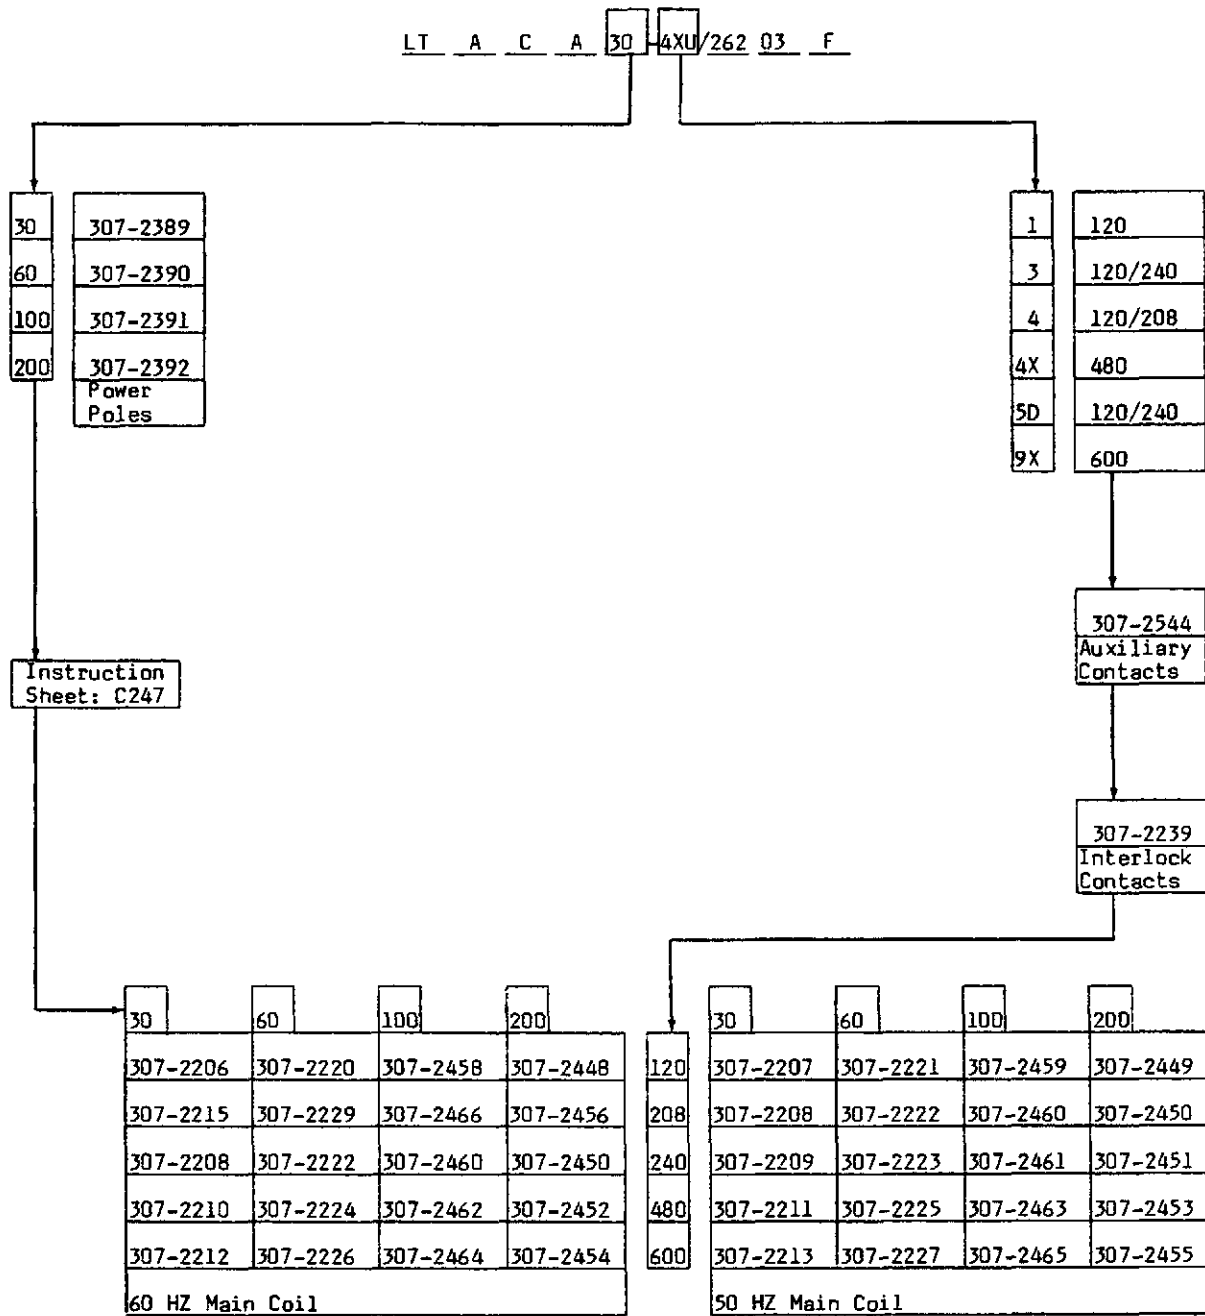 LT A C A 30 -4XU/262 03 F
30 307-2389
60 307-2390
100 307-2391
200 307-2392
Power
Poles
1 120
3 120/240
4 120/208
4X 480
5D 120/240
9X 600
307-2544
Auxiliary
Contacts
Instruction
Sheet: C247
307-2239
Interlock
Contacts
30 60 100 200 30 60 100 200
307-2206 307-2220 307-2458 307-2448 120 307-2207 307-2221 307-2459 307-2449
307-2215 307-2229 307-2466 307-2456 208 307-2208 307-2222 307-2460 307-2450
307-2208 307-2222 307-2460 307-2450 240 307-2209 307-2223 307-2461 307-2451
307-2210 307-2224 307-2462 307-2452 480 307-2211 307-2225 307-2463 307-2453
307-2212 307-2226 307-2464 307-2454 600 307-2213 307-2227 307-2465 307-2455
60 HZ Main Coil 50 HZ Main Coil